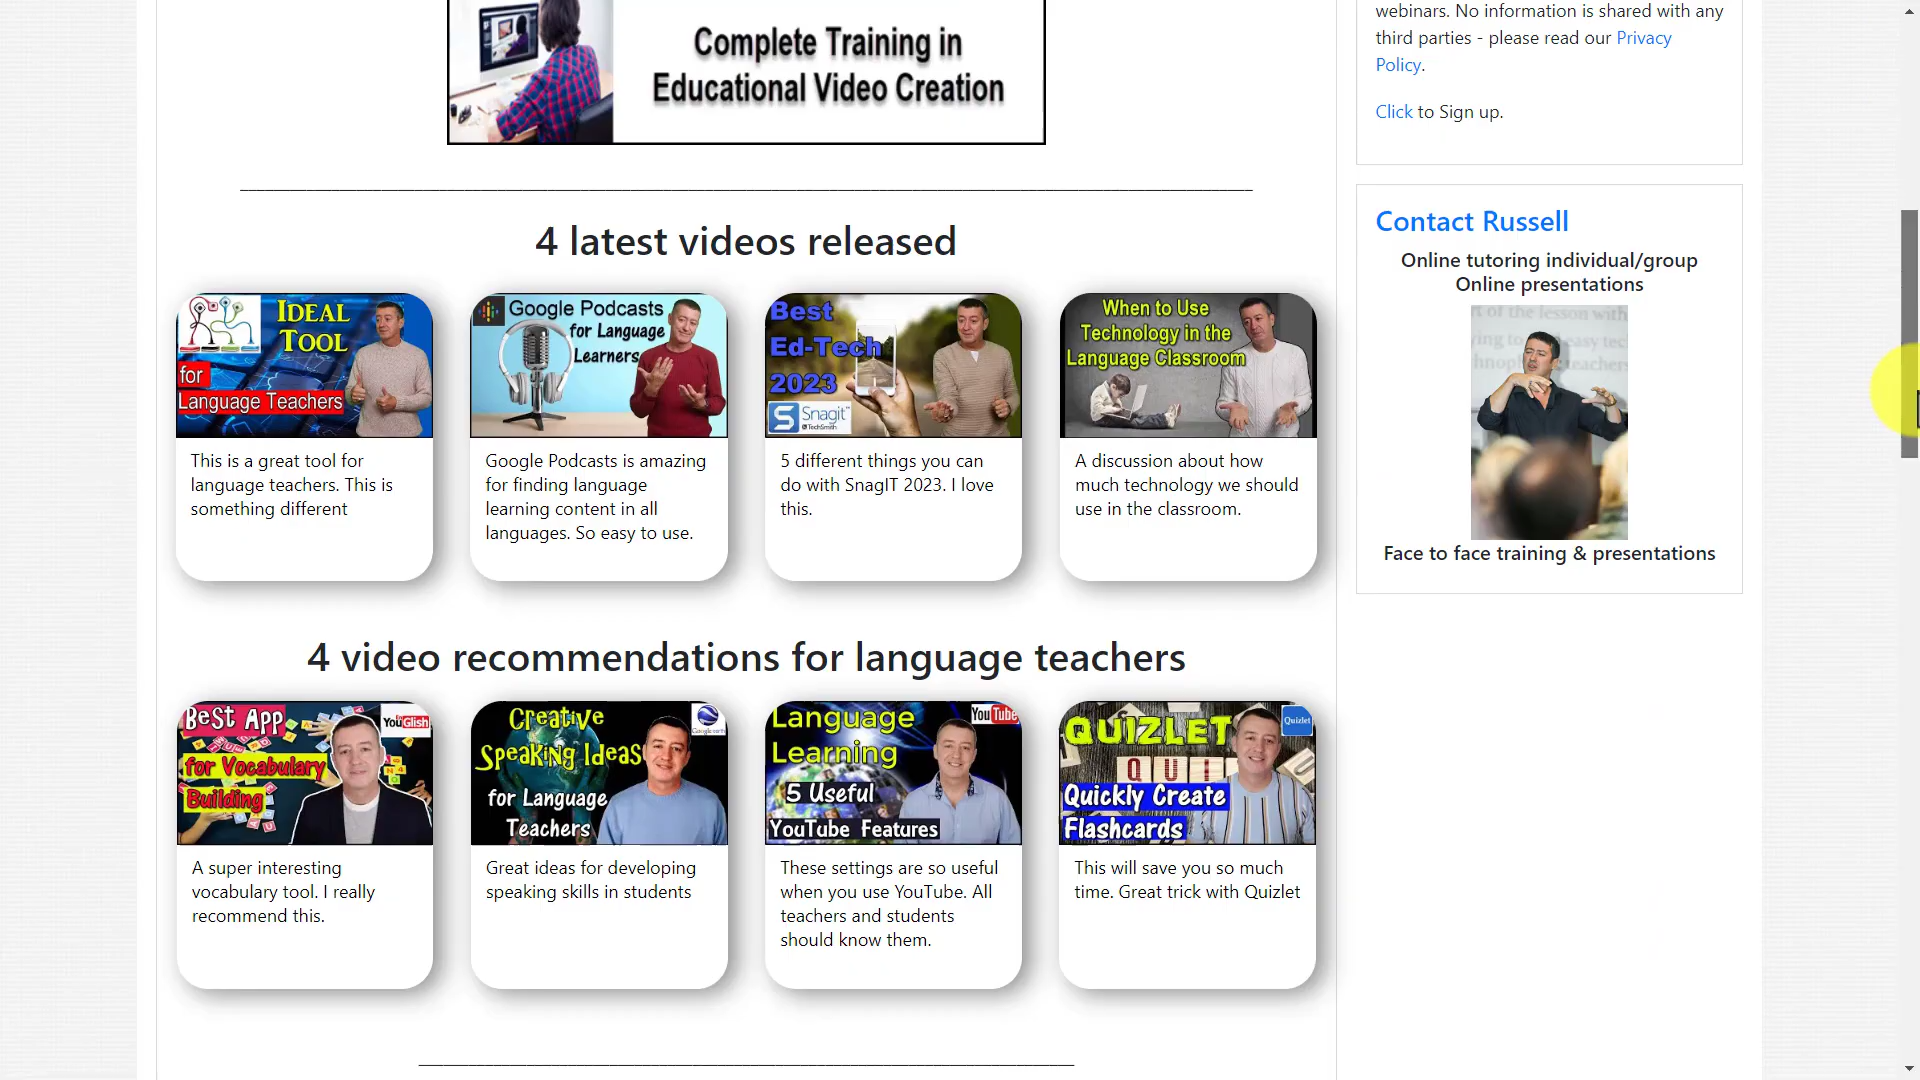 Complete Training in
Educational Video Creation
webinars. No information is shared with any
third parties - please read our Privacy
Policy.
Click to Sign up.
4 latest videos released
IDEAL
TOOL
for
Language Teachers
This is a great tool for
language teachers. This is
something different
Google Podcasts
for Language
Learners
Google Podcasts is amazing
for finding language
learning content in all
languages. So easy to use.
Best
Ed-Tech
2023
Snagit
TechSmith
5 different things you can
do with SnagIT 2023. I love
this.
When to Use
Technology in the
Language Classroom
A discussion about how
much technology we should
use in the classroom.
Contact Russell
Online tutoring individual/group
Online presentations
rt of the lesson with
Face to face training & presentations
4 video recommendations for language teachers
BeST App
YouGlish
for Vocabulary
Building
A super interesting
vocabulary tool. I really
recommend this.
Creative
Speaking Ideas
for Language
Teachers
Google earth
Great ideas for developing
speaking skills in students
Language
Learning
YouTube
5 Useful
YouTube Features
These settings are so useful
when you use YouTube. All
teachers and students
should know them.
QUIZLET
Quizlet
QUI
Quickly Create
Flashcards
This will save you so much
time. Great trick with Quizlet